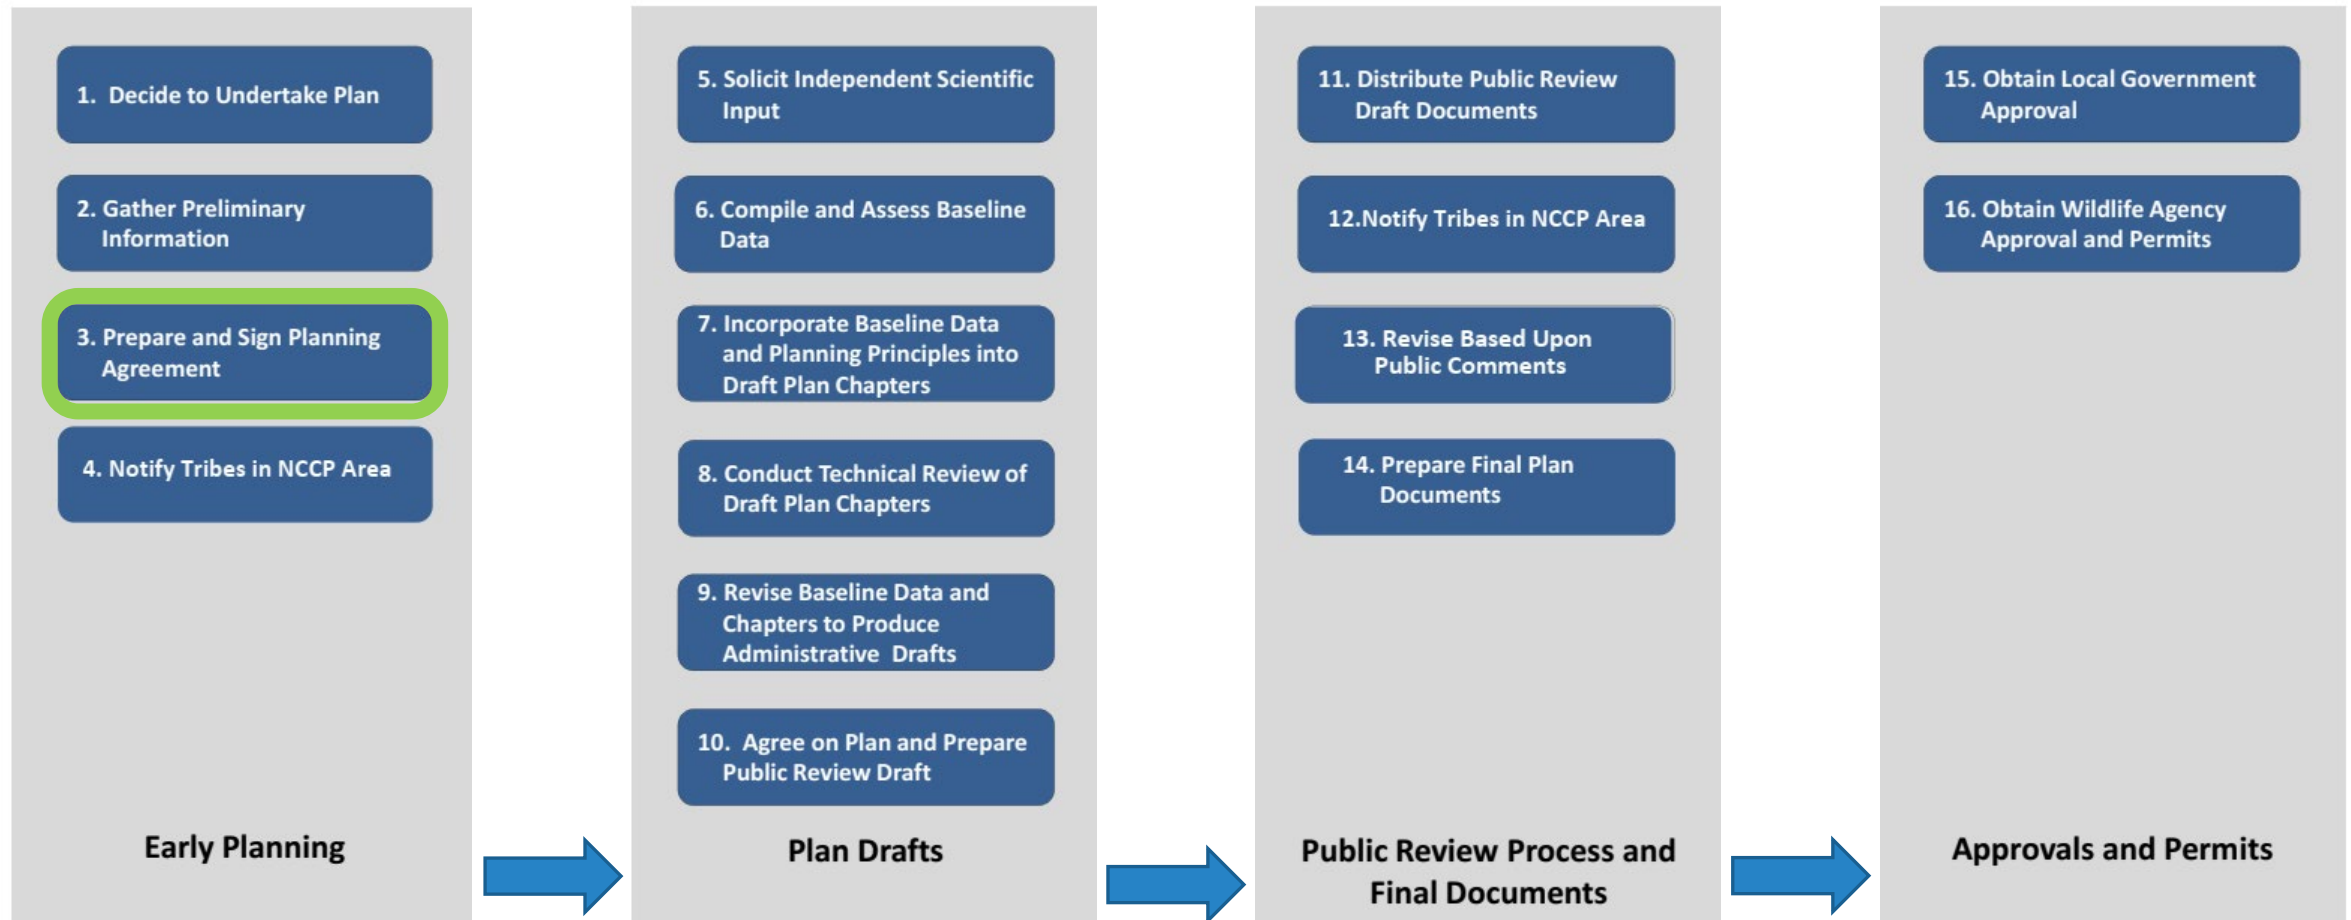 1. Decide to Undertake Plan
2. Gather Preliminary
Information
3. Prepare and Sign Planning
Agreement
4. Notify Tribes in NCCP Area
Early Planning
5. Solicit Independent Scientific
Input
6. Compile and Assess Baseline
Data
7. Incorporate Baseline Data
and Planning Principles into
Draft Plan Chapters
8. Conduct Technical Review of
Draft Plan Chapters
9. Revise Baseline Data and
Chapters to Produce
Administrative Drafts
10. Agree on Plan and Prepare
Public Review Draft
Plan Drafts
11. Distribute Public Review
Draft Documents
12.Notify Tribes in NCCP Area
13. Revise Based Upon
Public Comments
14. Prepare Final Plan
Documents
Public Review Process and
Final Documents
15. Obtain Local Government
Approval
16. Obtain Wildlife Agency
Approval and Permits
Approvals and Permits